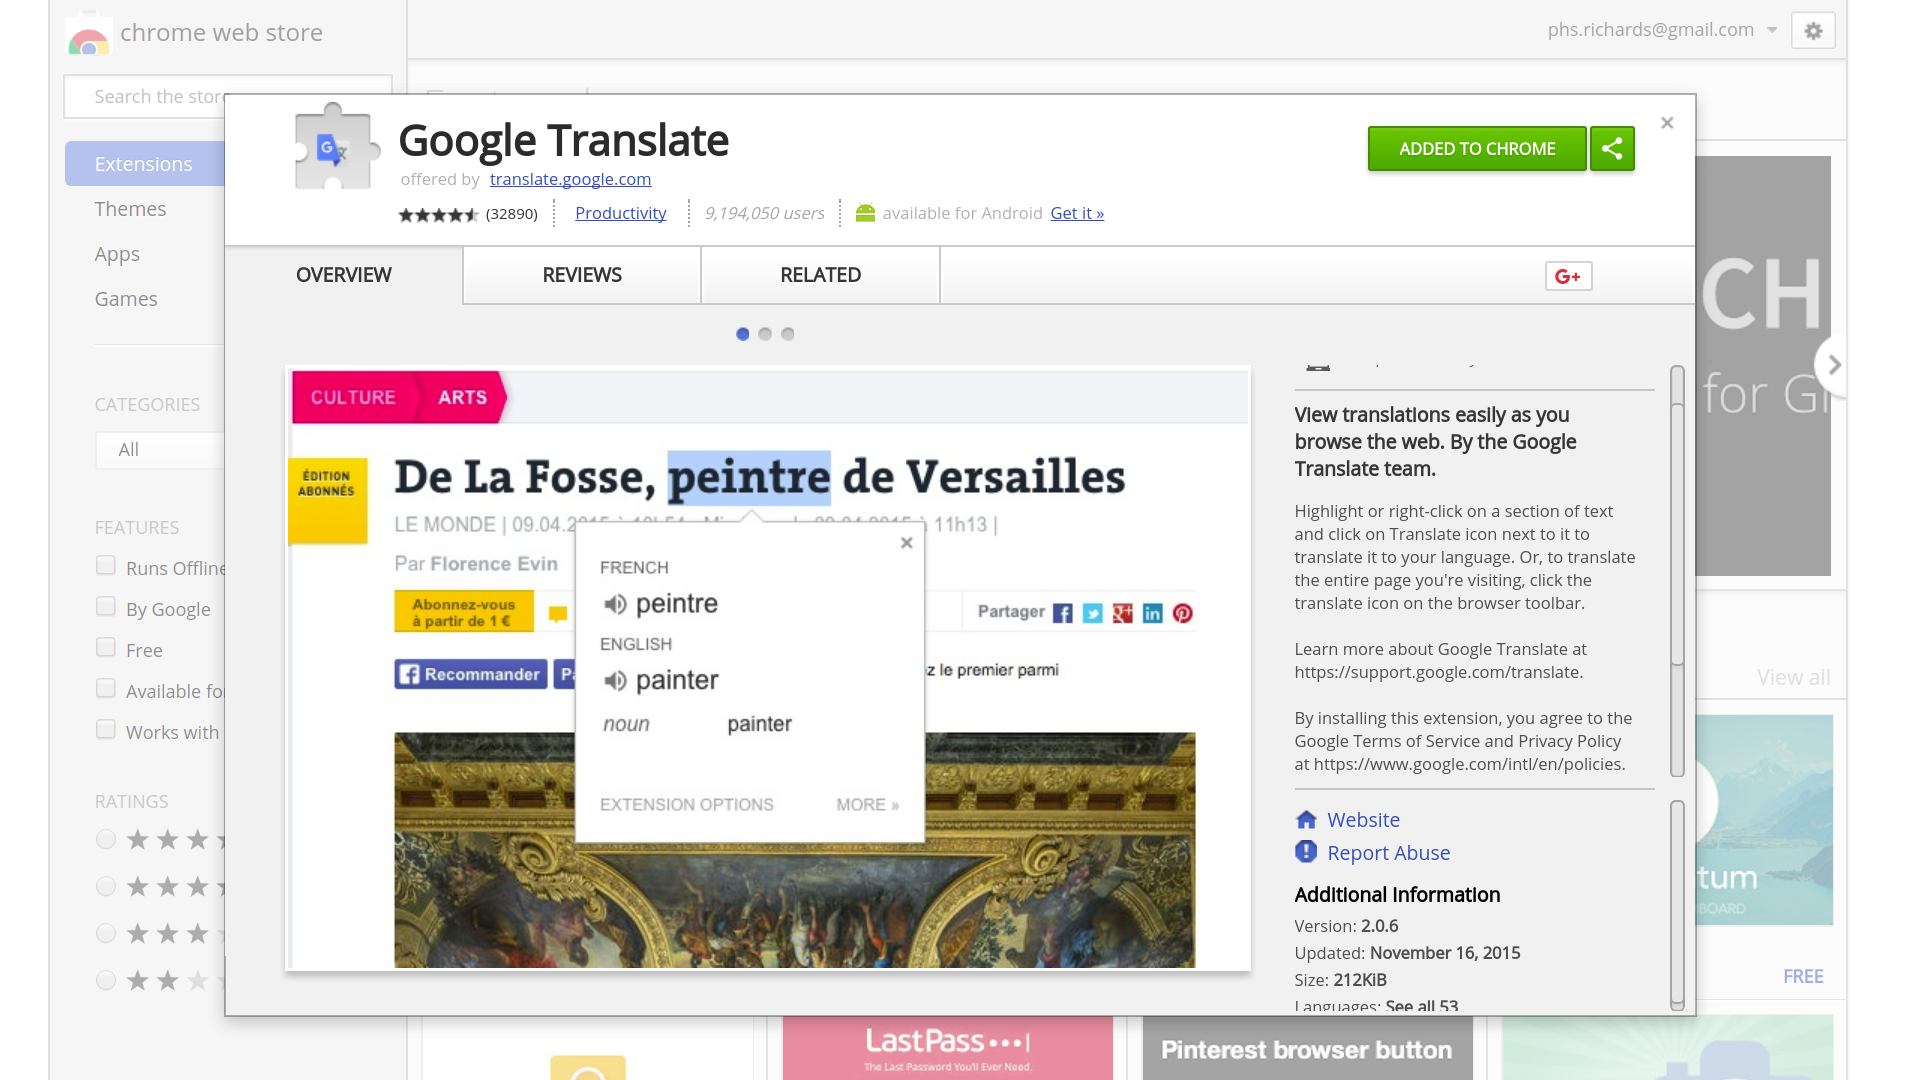 chrome web store
phs.richards@gmail.com
Search the store
Extensions
Themes
Apps
Games
CATEGORIES
All
FEATURES
Runs Offline
By Google
Free
Available
Works with
RATINGS
Google Translate
offered by translate.google.com
(32890)
Productivity
9,194,050 users
available for Android Get it »
ADDED TO CHROME
×
OVERVIEW
REVIEWS
RELATED
G+
CULTURE
ARTS
ÉDITION
ABONNÉS
De La Fosse, peintre de Versailles
LE MONDE | 09.04.2015 à 11h13 |
Par Florence Evin
Abonnez-vous
à partir de 1 €
Partager
Recommander
le premier parmi
×
FRENCH
peintre
ENGLISH
painter
noun painter
EXTENSION OPTIONS
MORE »
View translations easily as you
browse the web. By the Google
Translate team.
Highlight or right-click on a section of text
and click on Translate icon next to it to
translate it to your language. Or, to translate
the entire page you're visiting, click the
translate icon on the browser toolbar.
Learn more about Google Translate at
https://support.google.com/translate.
By installing this extension, you agree to the
Google Terms of Service and Privacy Policy
at https://www.google.com/intl/en/policies.
Website
Report Abuse
Additional Information
Version: 2.0.6
Updated: November 16, 2015
Size: 212KiB
Languages: See all 53
CH
for G
View all
tum
BOARD
FREE
LastPass •••|
The Last Password You'll Ever Need.
Pinterest browser button